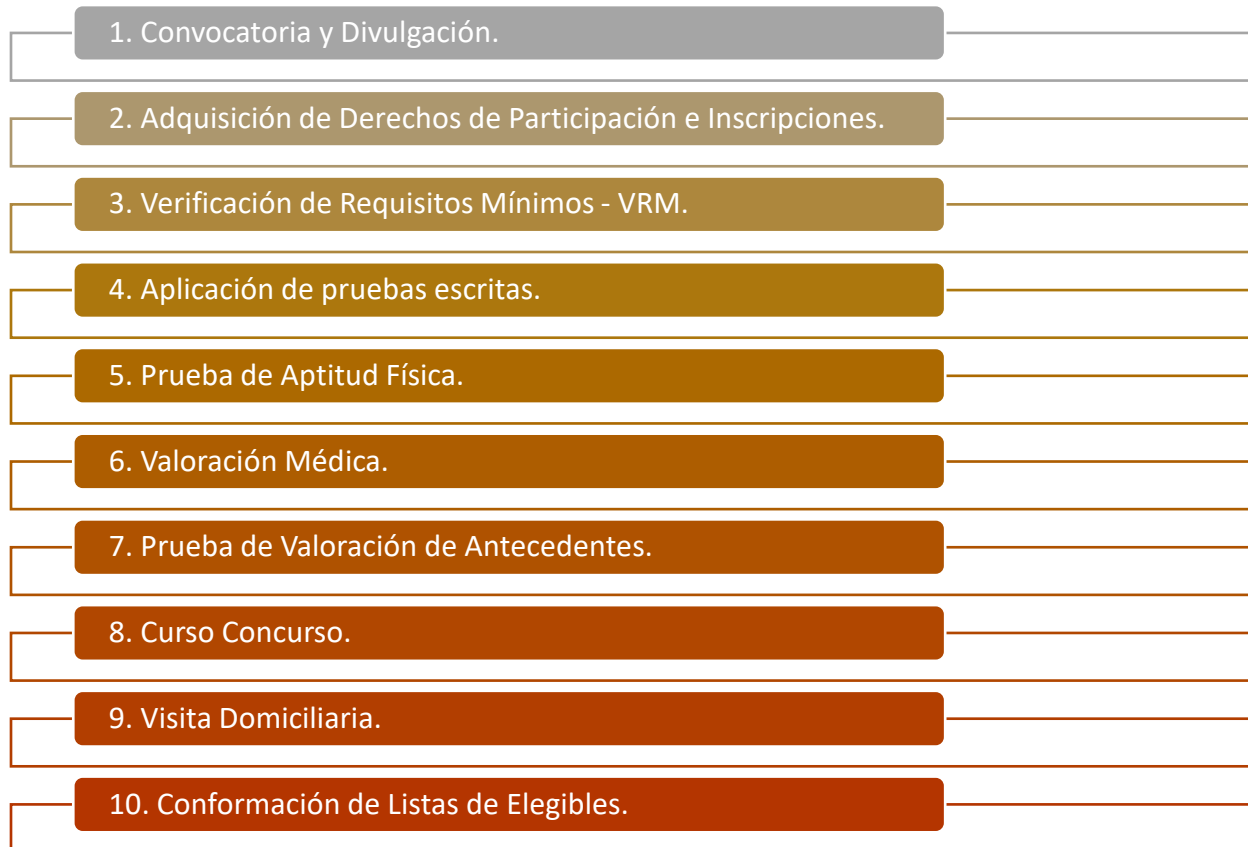 1. Convocatoria y Divulgación.
2. Adquisición de Derechos de Participación e Inscripciones.
3. Verificación de Requisitos Mínimos - VRM.
4. Aplicación de pruebas escritas.
5. Prueba de Aptitud Física.
6. Valoración Médica.
7. Prueba de Valoración de Antecedentes.
8. Curso Concurso.
9. Visita Domiciliaria.
10. Conformación de Listas de Elegibles.